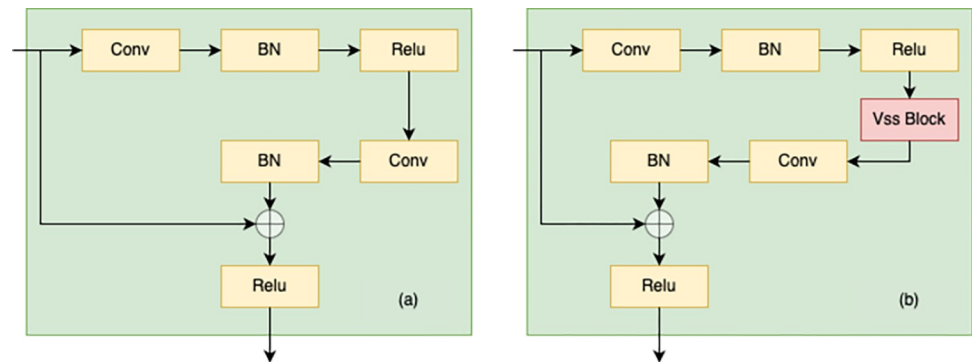 Conv BN Relu
BN Conv
Relu
(a)
Conv BN Relu
Vss Block
BN Conv
Relu
(b)